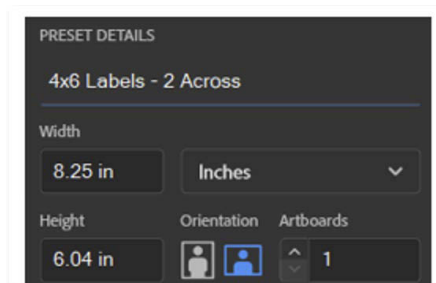 PRESET DETAILS
4x6 Labels - 2 Across
Width
8.25 in Inches
Height Orientation Artboards
6.04 in 1